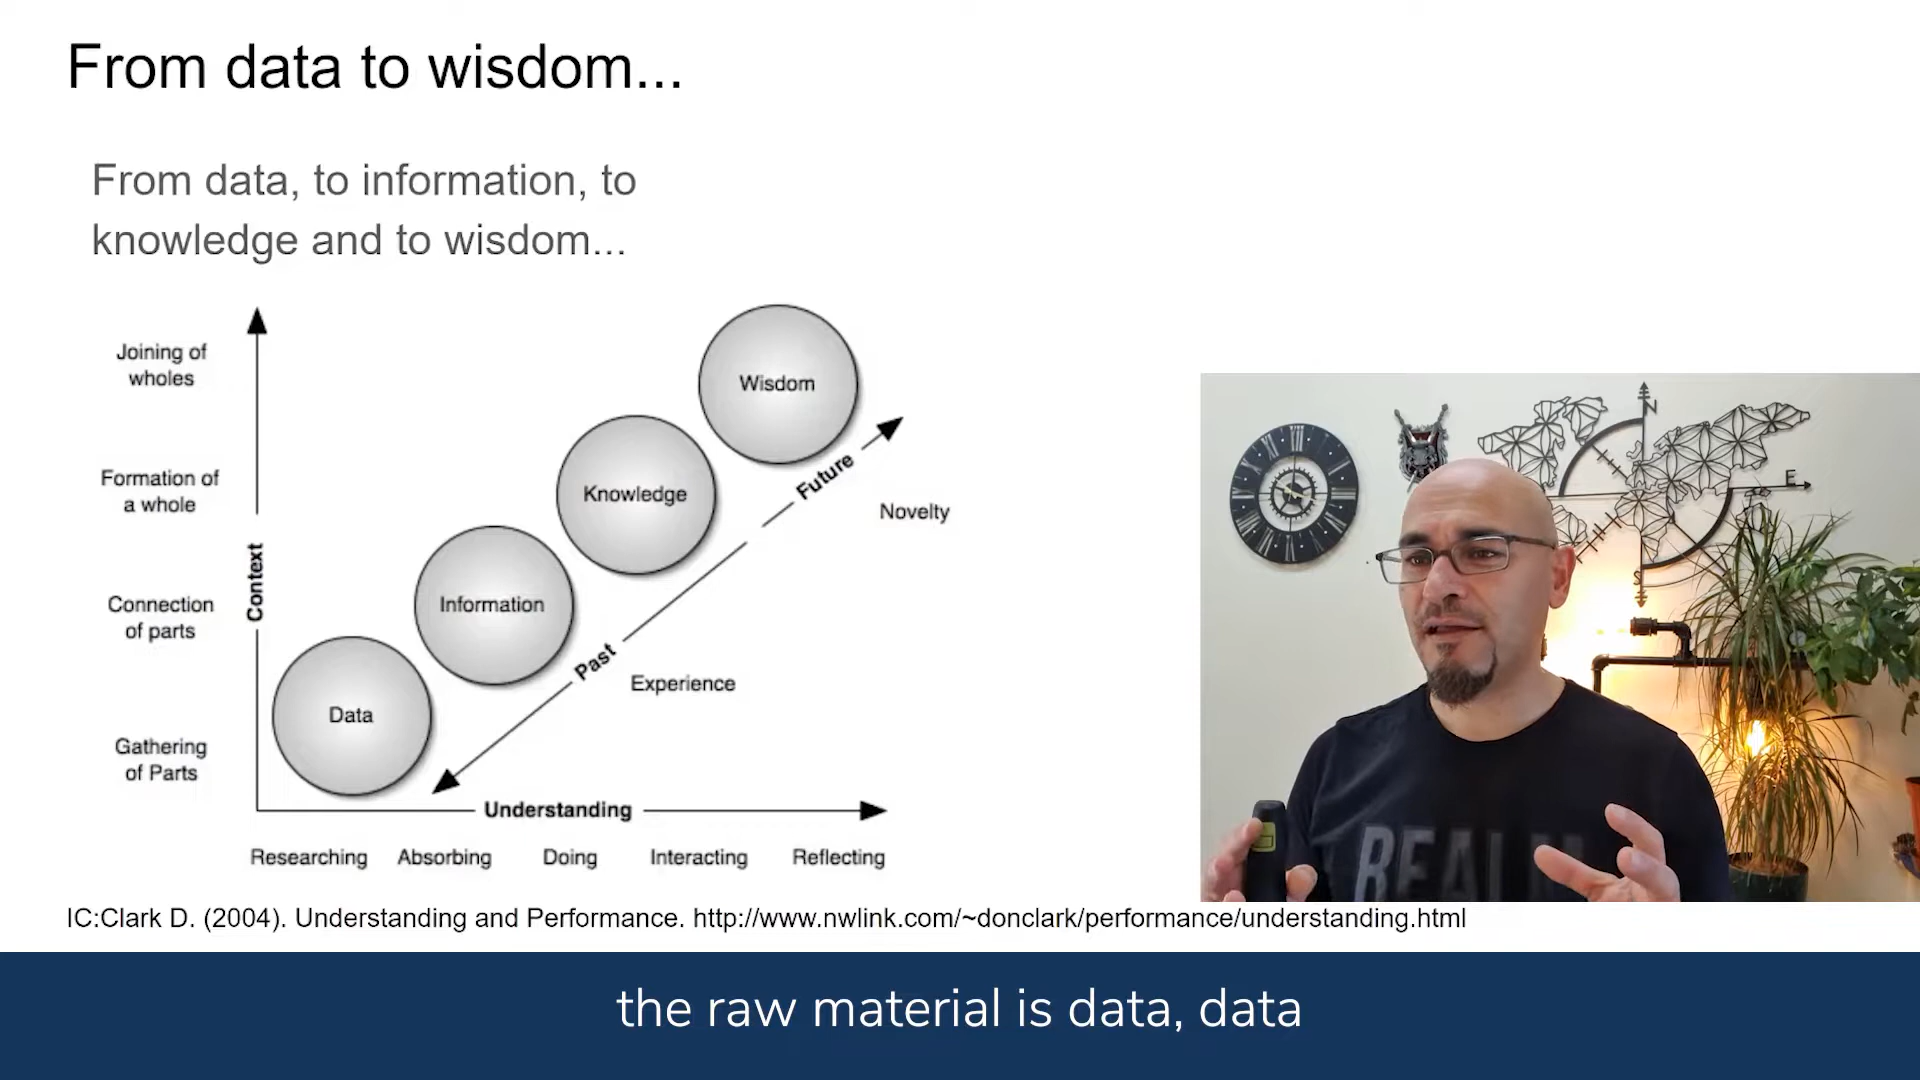 From data to wisdom...
From data, to information, to
knowledge and to wisdom...
Joining of
wholes
Formation of
a whole
Connection
of parts
Gathering
of Parts
Context
Wisdom
Knowledge
Information
Data
Future
Novelty
Past
Experience
Understanding
Researching Absorbing Doing Interacting Reflecting
N
E
S
IC:Clark D. (2004). Understanding and Performance. http://www.nwlink.com/~donclark/performance/understanding.html
the raw material is data, data